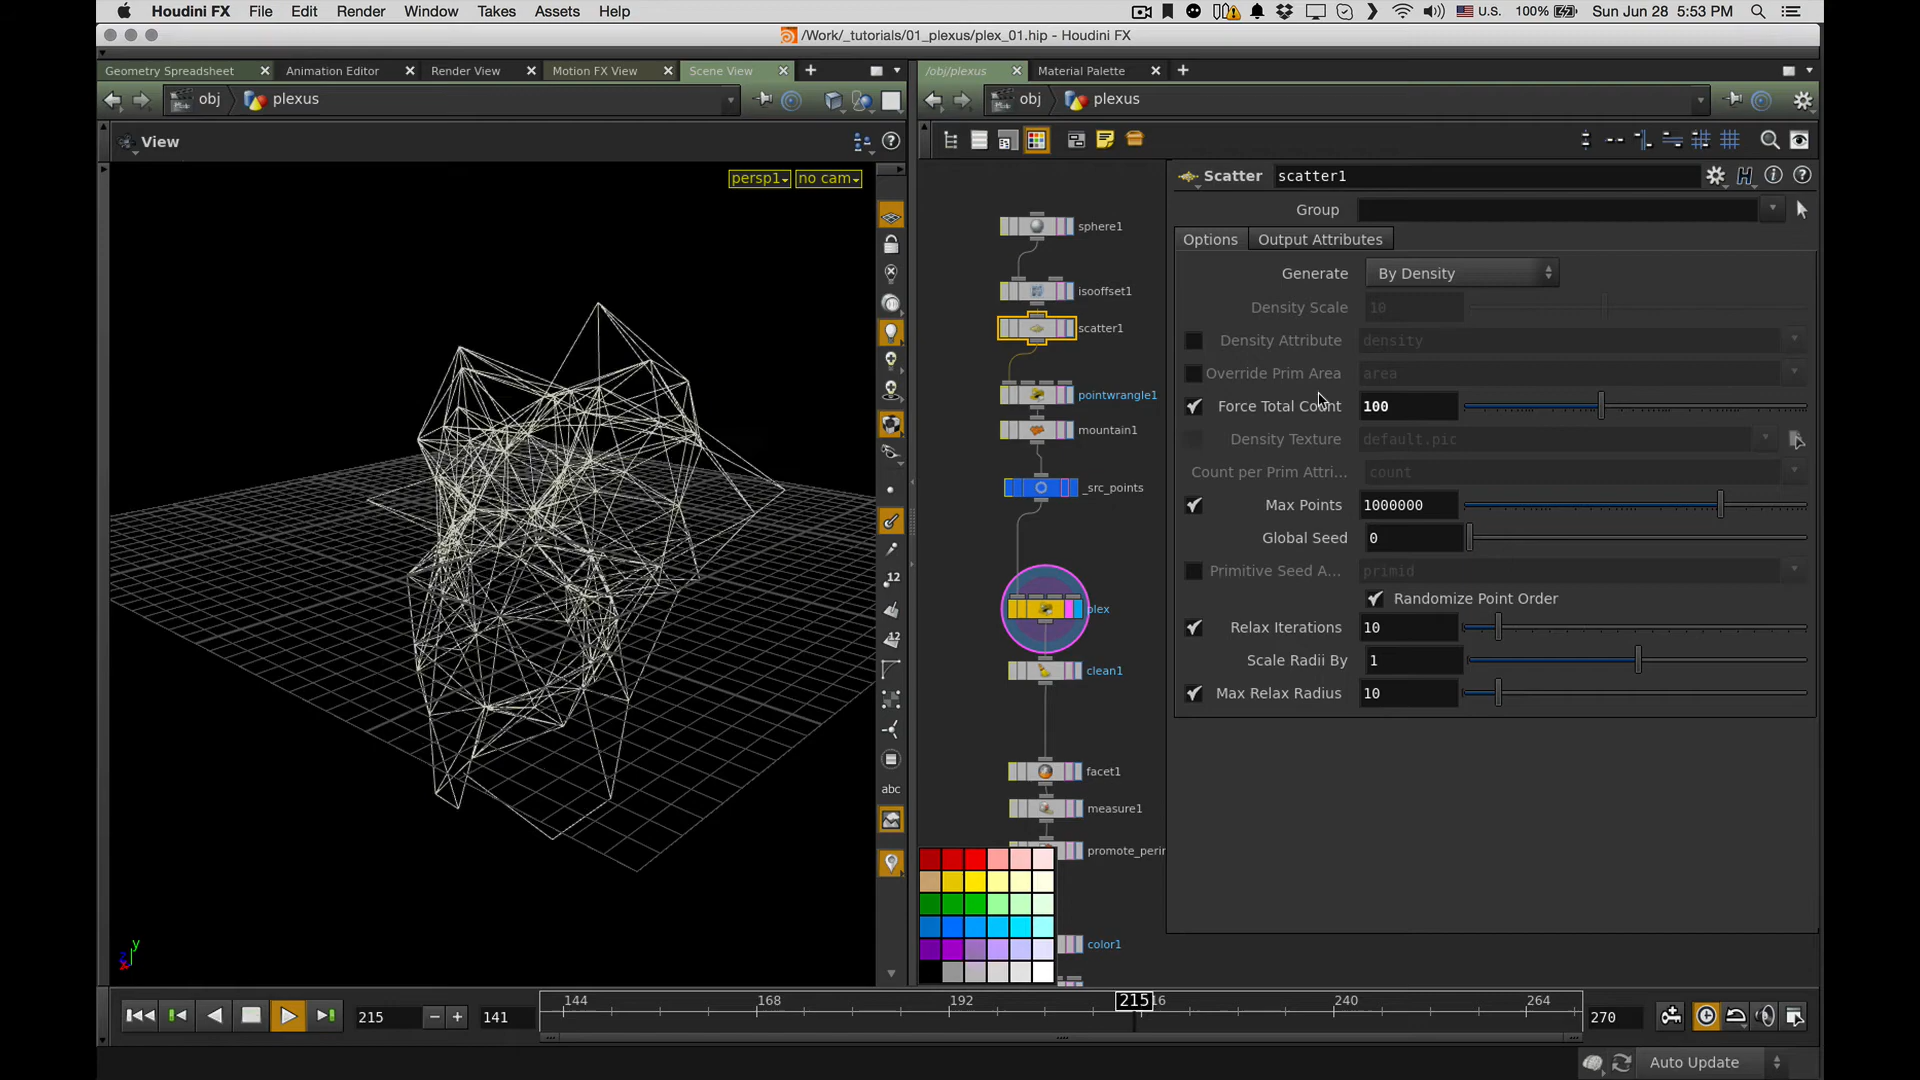 Houdini FX File Edit Render Window Takes Assets Help
U.S. 100% Sun Jun 28 5:53 PM
/Work/_tutorials/01_plexus/plex_01.hip - Houdini FX
Geometry Spreadsheet Animation Editor Render View Motion FX View Scene View
/obj/plexus Material Palette
obj plexus
obj plexus
View
persp1 no cam
12
12
abc
y
z
x
sphere1
isooffset1
scatter1
pointwrangle1
mountain1
_src_points
plex
clean1
facet1
measure1
promote_perin
color1
Scatter scatter1
Group
Options Output Attributes
Generate By Density
Density Scale 10
Density Attribute density
Override Prim Area area
Force Total Count 100
Density Texture default.pic
Count per Prim Attri... count
Max Points 1000000
Global Seed 0
Primitive Seed A... primid
Randomize Point Order
Relax Iterations 10
Scale Radii By 1
Max Relax Radius 10
215 141 144 168 192 215 16 240 264 270
Auto Update